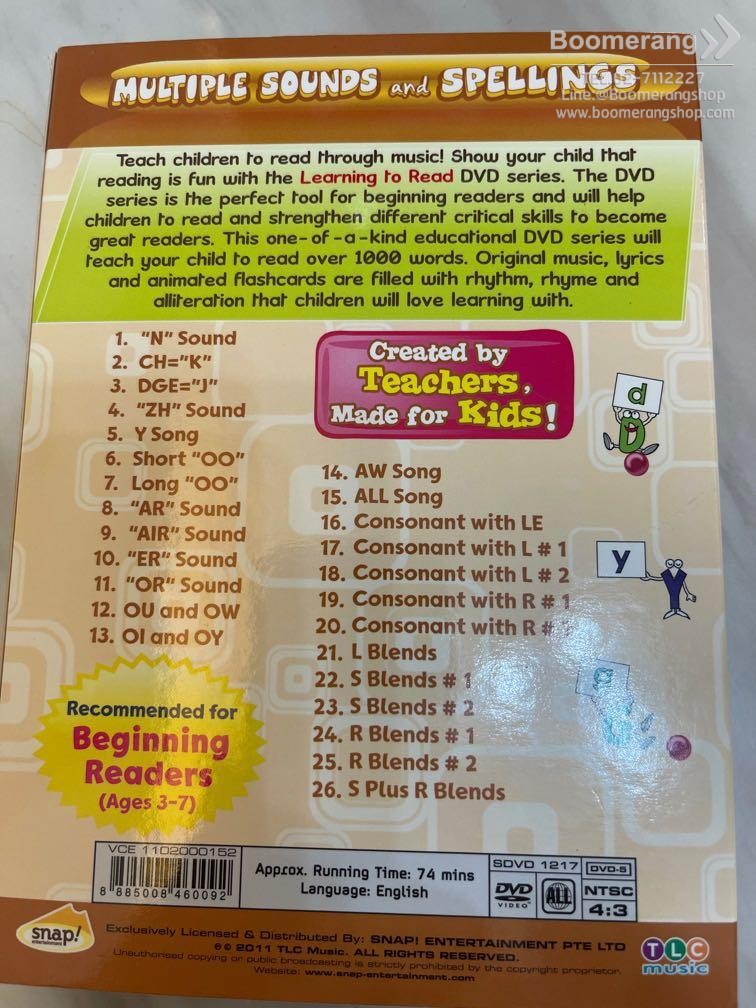 Boomerang
7112227
Line:@Boomerangshop
www.boomerangshop.com
MULTIPLE SOUNDS and SPELLINGS
Teach children to read through music! Show your child that
reading is fun with the Learning to Read DVD series. The DVD
series is the perfect tool for beginning readers and will help
children to read and strengthen different critical skills to become
great readers. This one-of-a-kind educational DVD series will
teach your child to read over 1000 words. Original music, lyrics
and animated flashcards are filled with rhythm, rhyme and
alliteration that children will love learning with.
1. "N" Sound
2. CH="K"
3. DGE="J"
4. "ZH" Sound
5. Y Song
6. Short "OO"
7. Long "OO"
8. "AR" Sound
9. "AIR" Sound
10. "ER" Sound
11. "OR" Sound
12. OU and OW
13. OI and OY
Created by
Teachers,
Made for Kids!
d
D
14. AW Song
15. ALL Song
16. Consonant with LE
17. Consonant with L # 1
18. Consonant with L # 2
19. Consonant with R # 1
20. Consonant with R #
21. L Blends
22. S Blends # 1
23. S Blends # 2
24. R Blends # 1
25. R Blends # 2
26. S Plus R Blends
y
Recommended for
Beginning
Readers
(Ages 3-7)
VCE 1102000152
8 885008 460092
Approx. Running Time: 74 mins
Language: English
SDVD 1217
DVD-5
DVD
VIDEO
ALL
NTSC
4:3
snap!
entertainment
Exclusively Licensed & Distributed By: SNAP! ENTERTAINMENT PTE LTD
℗ © 2011 TLC Music. ALL RIGHTS RESERVED.
Unauthorised copying or public broadcasting is strictly prohibited by the copyright proprietor.
Website: www.snap-entertainment.com
TLC
music